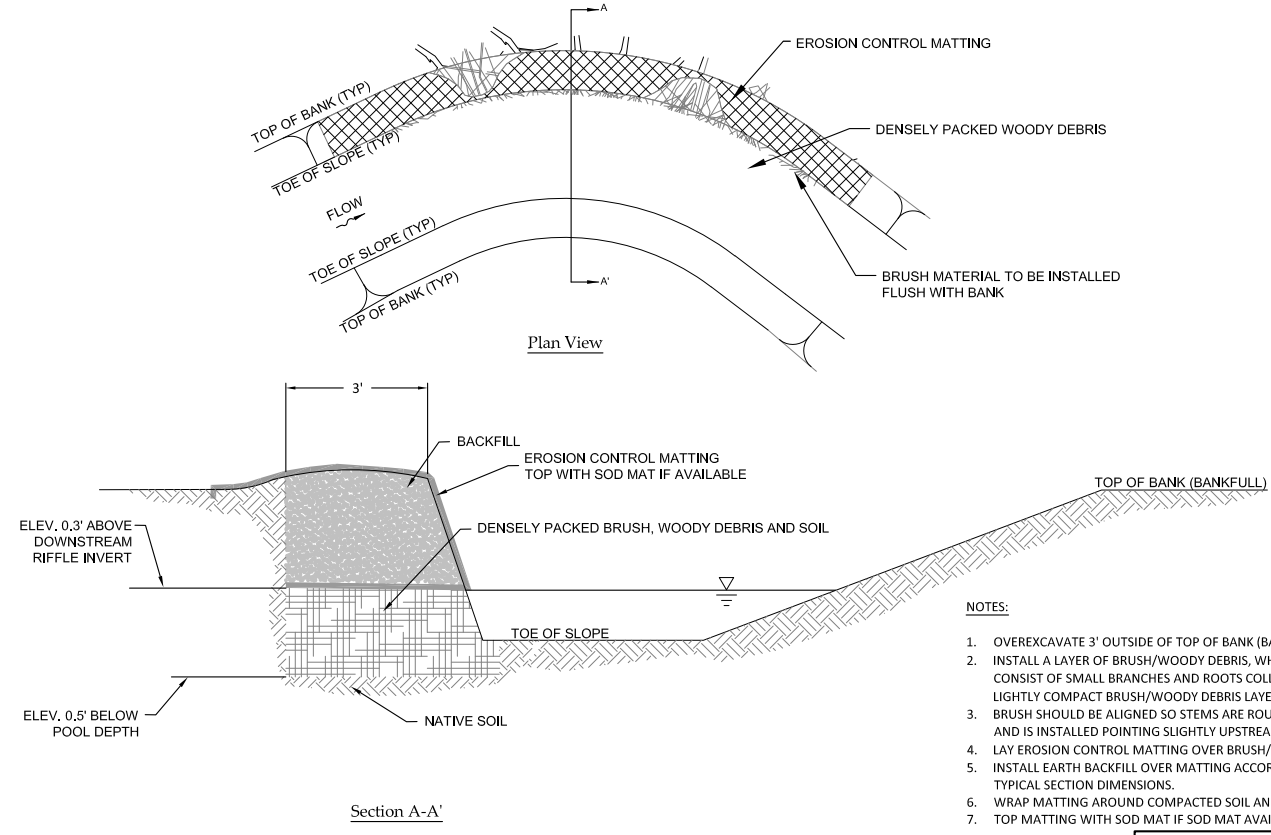 A
EROSION CONTROL MATTING
TOP OF BANK (TYP)
DENSELY PACKED WOODY DEBRIS
TOE OF SLOPE (TYP)
FLOW
TOE OF SLOPE (TYP)
BRUSH MATERIAL TO BE INSTALLED
FLUSH WITH BANK
A'
TOP OF BANK (TYP)
Plan View
3'
BACKFILL
EROSION CONTROL MATTING
TOP WITH SOD MAT IF AVAILABLE
TOP OF BANK (BANKFULL)
ELEV. 0.3' ABOVE
DOWNSTREAM
RIFFLE INVERT
DENSELY PACKED BRUSH, WOODY DEBRIS AND SOIL
TOE OF SLOPE
ELEV. 0.5' BELOW
POOL DEPTH
NATIVE SOIL
Section A-A'
NOTES:
1. OVEREXCAVATE 3' OUTSIDE OF TOP OF BANK
2. INSTALL A LAYER OF BRUSH/WOODY DEBRIS,
CONSIST OF SMALL BRANCHES AND ROOTS
LIGHTLY COMPACT BRUSH/WOODY DEBRIS
3. BRUSH SHOULD BE ALIGNED SO STEMS ARE
AND IS INSTALLED POINTING SLIGHTLY
4. LAY EROSION CONTROL MATTING OVER BRUSH/
5. INSTALL EARTH BACKFILL OVER MATTING
TYPICAL SECTION DIMENSIONS.
6. WRAP MATTING AROUND COMPACTED SOIL
7. TOP MATTING WITH SOD MAT IF SOD MAT